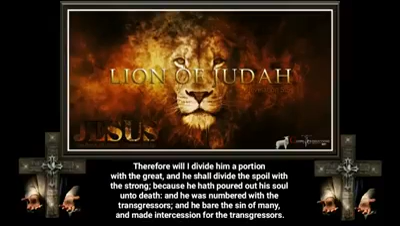 LION OF JUDAH
JESUS
Therefore will I divide him a portion
with the great, and he shall divide the spoil with
the strong; because he hath poured out his soul
unto death: and he was numbered with the
transgressors; and he bare the sin of many,
and made intercession for the transgressors.